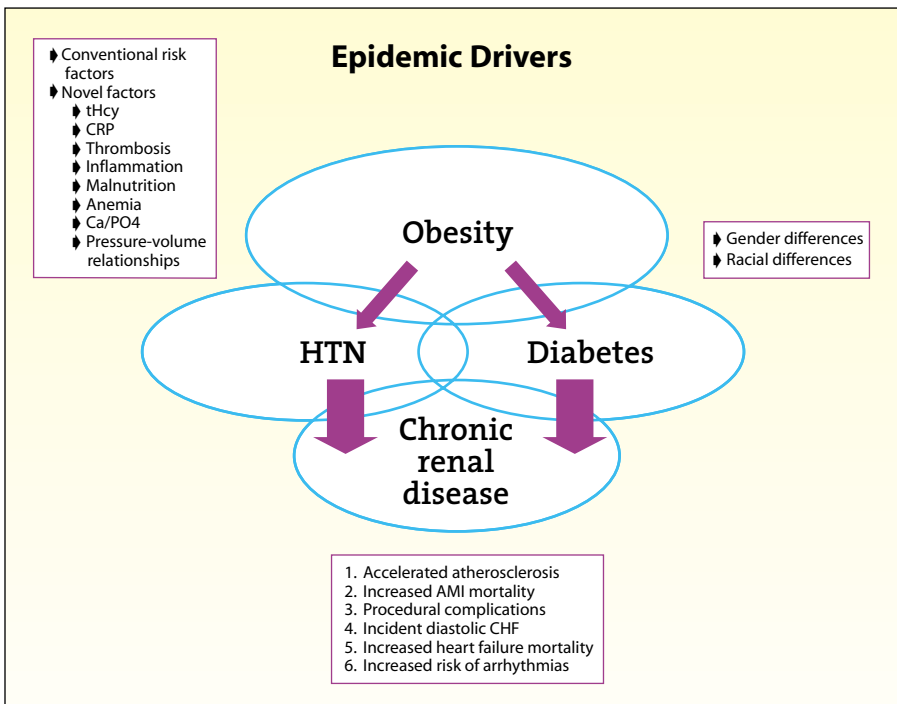 Epidemic Drivers
➧ Conventional risk
factors
➧ Novel factors
➧ tHcy
➧ CRP
➧ Thrombosis
➧ Inflammation
➧ Malnutrition
➧ Anemia
➧ Ca/PO4
➧ Pressure-volume
relationships
Obesity
➧ Gender differences
➧ Racial differences
HTN
Diabetes
Chronic
renal
disease
1. Accelerated atherosclerosis
2. Increased AMI mortality
3. Procedural complications
4. Incident diastolic CHF
5. Increased heart failure mortality
6. Increased risk of arrhythmias